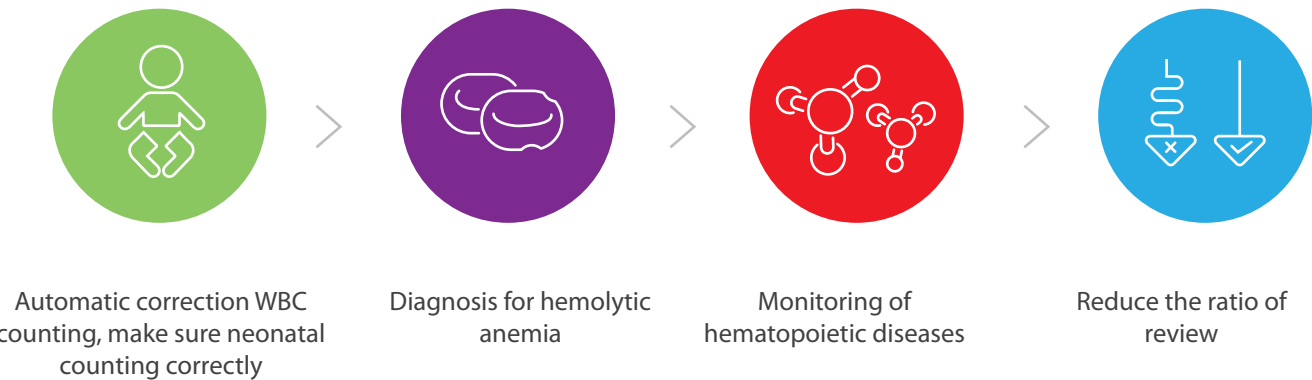 Automatic correction WBC
counting, make sure neonatal
counting correctly
Diagnosis for hemolytic
anemia
Monitoring of
hematopoietic diseases
Reduce the ratio of
review